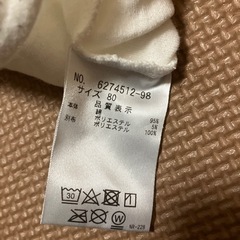 NO. 6274512-98
サイズ 80
品質表示
本体 綿 95%
ポリエステル 5%
別布 ポリエステル 100%
30
W